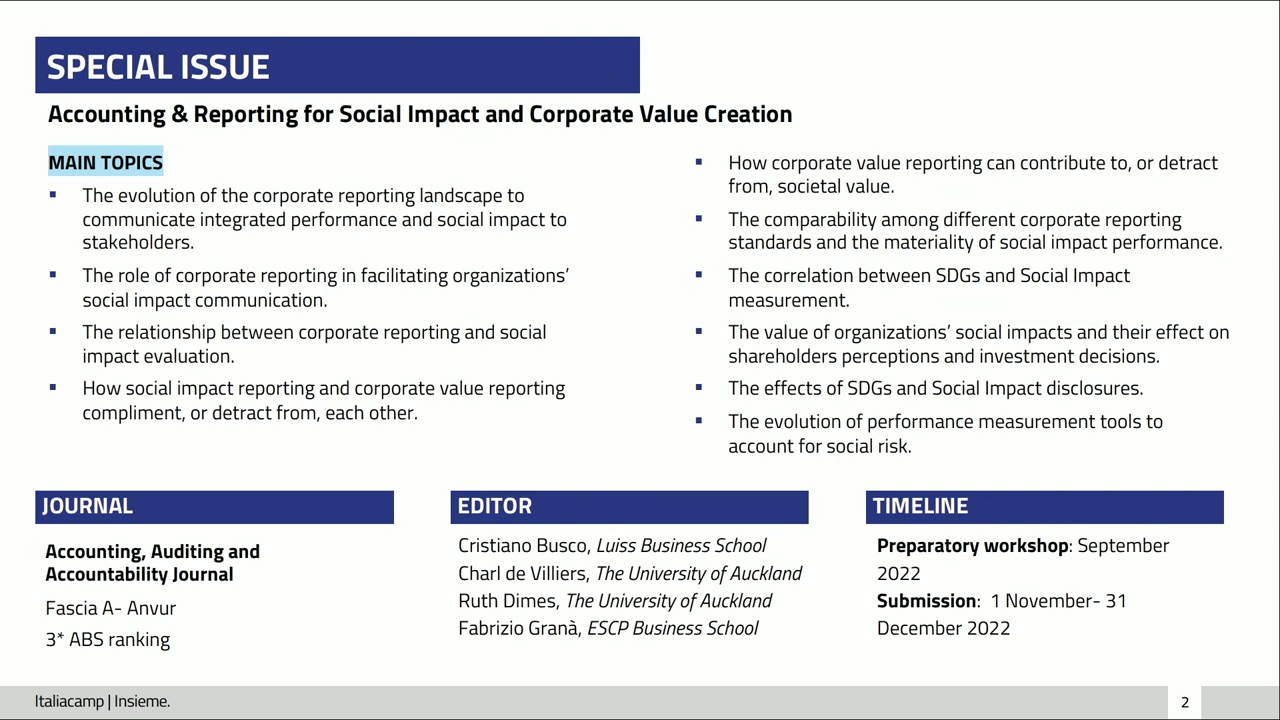 SPECIAL ISSUE
Accounting & Reporting for Social Impact and Corporate Value Creation
MAIN TOPICS
▪ The evolution of the corporate reporting landscape to
communicate integrated performance and social impact to
stakeholders.
▪ The role of corporate reporting in facilitating organizations’
social impact communication.
▪ The relationship between corporate reporting and social
impact evaluation.
▪ How social impact reporting and corporate value reporting
compliment, or detract from, each other.
▪ How corporate value reporting can contribute to, or detract
from, societal value.
▪ The comparability among different corporate reporting
standards and the materiality of social impact performance.
▪ The correlation between SDGs and Social Impact
measurement.
▪ The value of organizations’ social impacts and their effect on
shareholders perceptions and investment decisions.
▪ The effects of SDGs and Social Impact disclosures.
▪ The evolution of performance measurement tools to
account for social risk.
JOURNAL
Accounting, Auditing and
Accountability Journal
Fascia A- Anvur
3* ABS ranking
EDITOR
Cristiano Busco, Luiss Business School
Charl de Villiers, The University of Auckland
Ruth Dimes, The University of Auckland
Fabrizio Granà, ESCP Business School
TIMELINE
Preparatory workshop: September
2022
Submission: 1 November- 31
December 2022
Italiacamp | Insieme.
2